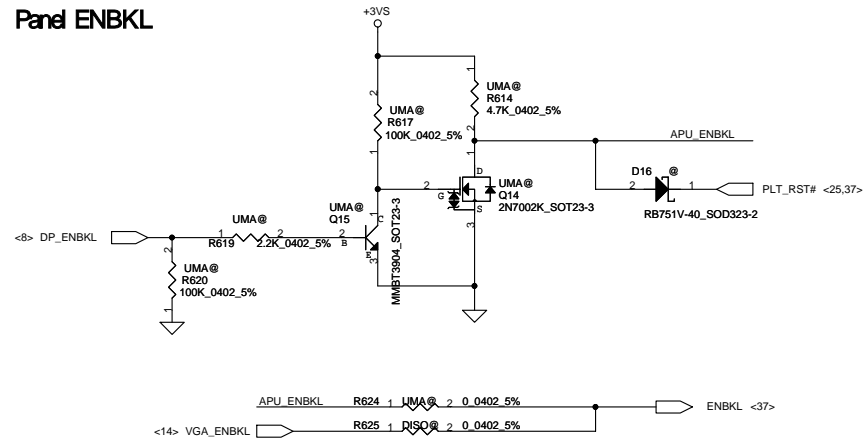 Panel ENBKL
+3VS
UMA@
R617
100K_0402_5%
1
2
UMA@
R614
4.7K_0402_5%
1
2
APU_ENBKL
D16 @
2 1
PLT_RST# <25,37>
RB751V-40_SOD323-2
UMA@
Q14
2N7002K_SOT23-3
D
G
S
1
2
3
UMA@
Q15
MMBT3904_SOT23-3
C
B
E
1
2
3
<8> DP_ENBKL
UMA@
R619
1 2
2.2K_0402_5%
UMA@
R620
100K_0402_5%
2
1
APU_ENBKL R624 1 UMA@ 2 0_0402_5%
ENBKL <37>
<14> VGA_ENBKL R625 1 DISO@ 2 0_0402_5%